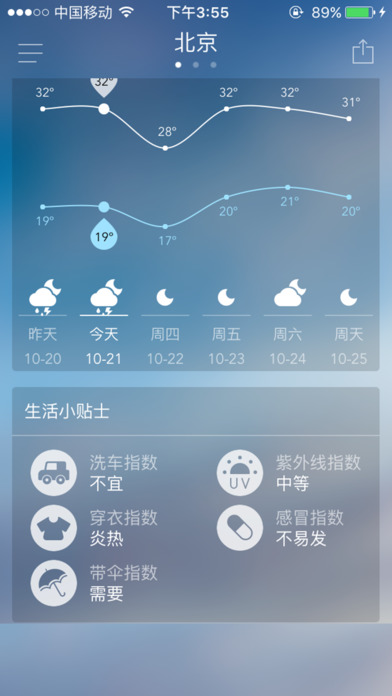 中国移动 下午3:55 89%
北京
32° 32° 28° 32° 32° 31°
19° 19° 17° 20° 21° 20°
昨天 今天 周四 周五 周六 周天
10-20 10-21 10-22 10-23 10-24 10-25
生活小贴士
洗车指数 紫外线指数
不宜 UV 中等
穿衣指数 感冒指数
炎热 不易发
带伞指数
需要